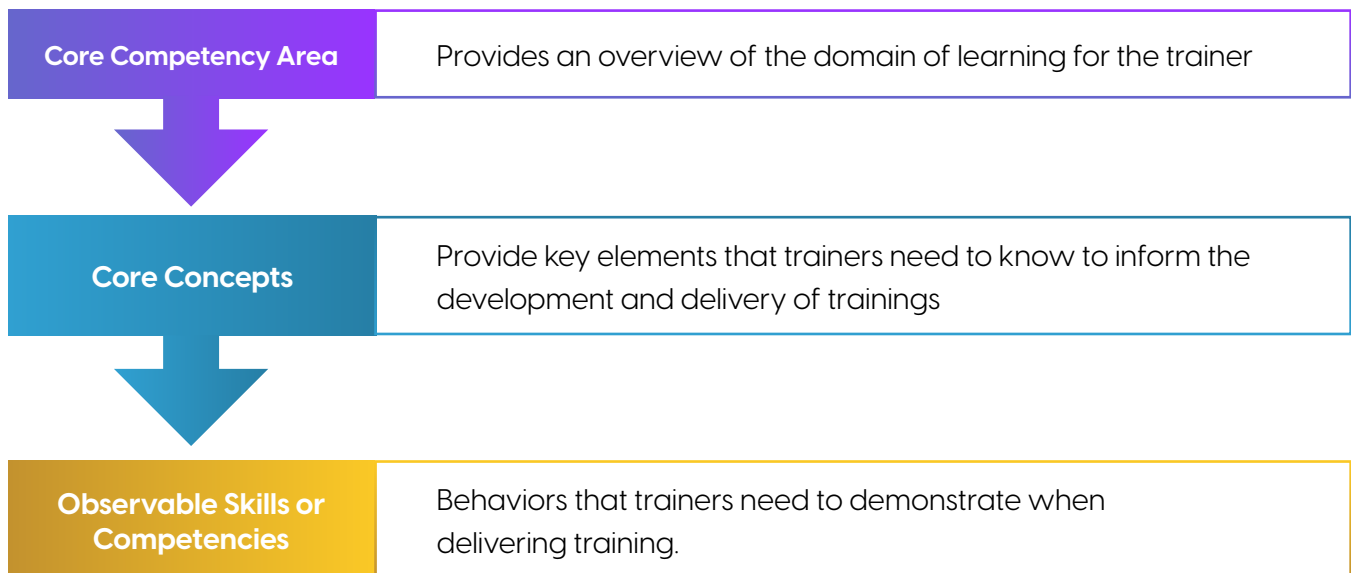 Core Competency Area
Provides an overview of the domain of learning for the trainer
Core Concepts
Provide key elements that trainers need to know to inform the
development and delivery of trainings
Observable Skills or
Competencies
Behaviors that trainers need to demonstrate when
delivering training.